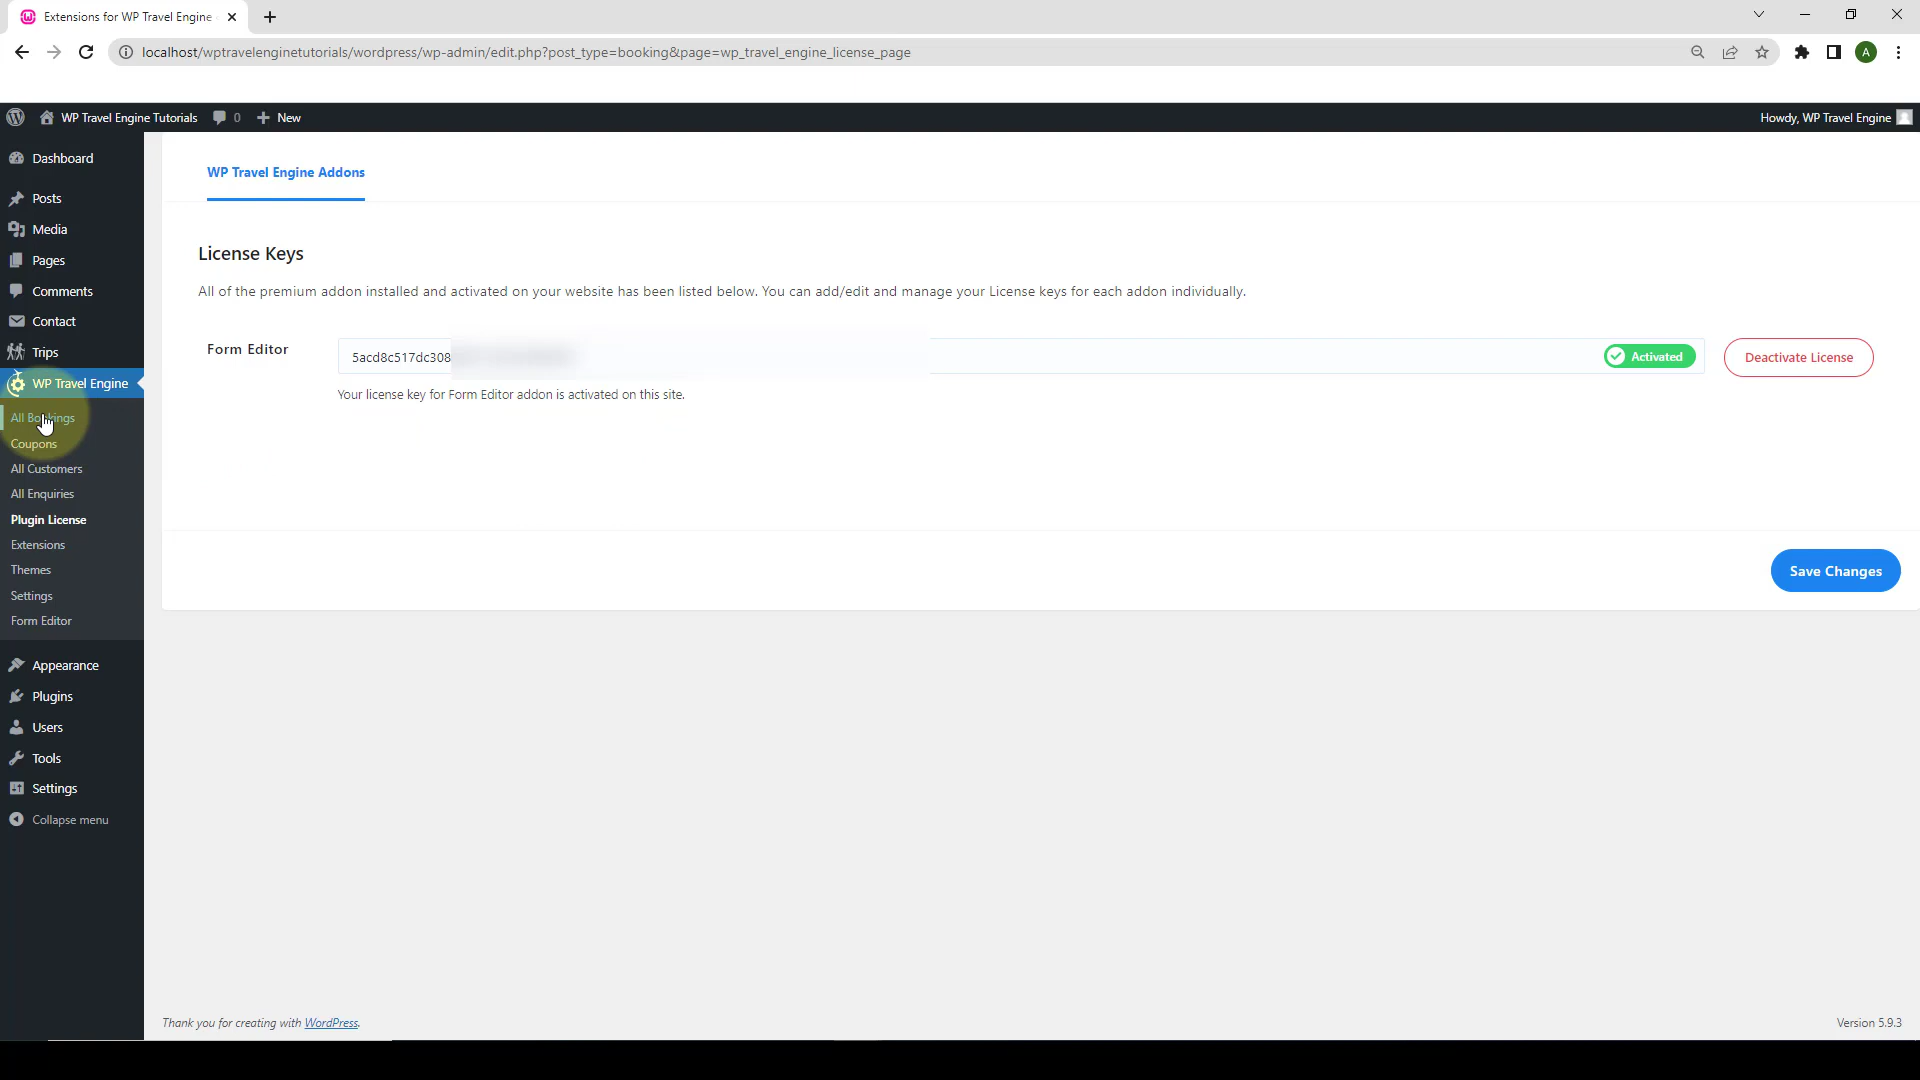 Extensions for WP Travel Engine
localhost/wptravelenginetutorials/wordpress/wp-admin/edit.php?post_type=booking&page=wp_travel_engine_license_page
A
WP Travel Engine Tutorials
0
New
Howdy, WP Travel Engine
Dashboard
Posts
Media
Pages
Comments
Contact
Trips
WP Travel Engine
All Bookings
Coupons
All Customers
All Enquiries
Plugin License
Extensions
Themes
Settings
Form Editor
Appearance
Plugins
Users
Tools
Settings
Collapse menu
WP Travel Engine Addons
License Keys
All of the premium addon installed and activated on your website has been listed below. You can add/edit and manage your License keys for each addon individually.
Form Editor
5acd8c517dc308
Activated
Deactivate License
Your license key for Form Editor addon is activated on this site.
Save Changes
Thank you for creating with WordPress.
Version 5.9.3